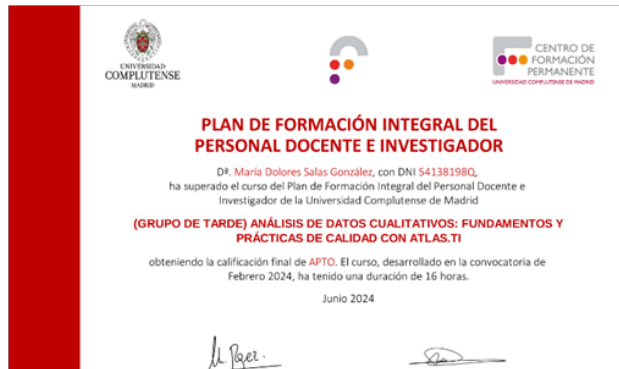 UNIVERSIDAD
COMPLUTENSE
MADRID
CENTRO DE
FORMACIÓN
PERMANENTE
UNIVERSIDAD COMPLUTENSE DE MADRID
PLAN DE FORMACIÓN INTEGRAL DEL
PERSONAL DOCENTE E INVESTIGADOR
Dª. María Dolores Salas González, con DNI 54138198Q,
ha superado el curso del Plan de Formación Integral del Personal Docente e
Investigador de la Universidad Complutense de Madrid
(GRUPO DE TARDE) ANÁLISIS DE DATOS CUALITATIVOS: FUNDAMENTOS Y
PRÁCTICAS DE CALIDAD CON ATLAS.TI
obteniendo la calificación final de APTO. El curso, desarrollado en la convocatoria de
Febrero 2024, ha tenido una duración de 16 horas.
Junio 2024